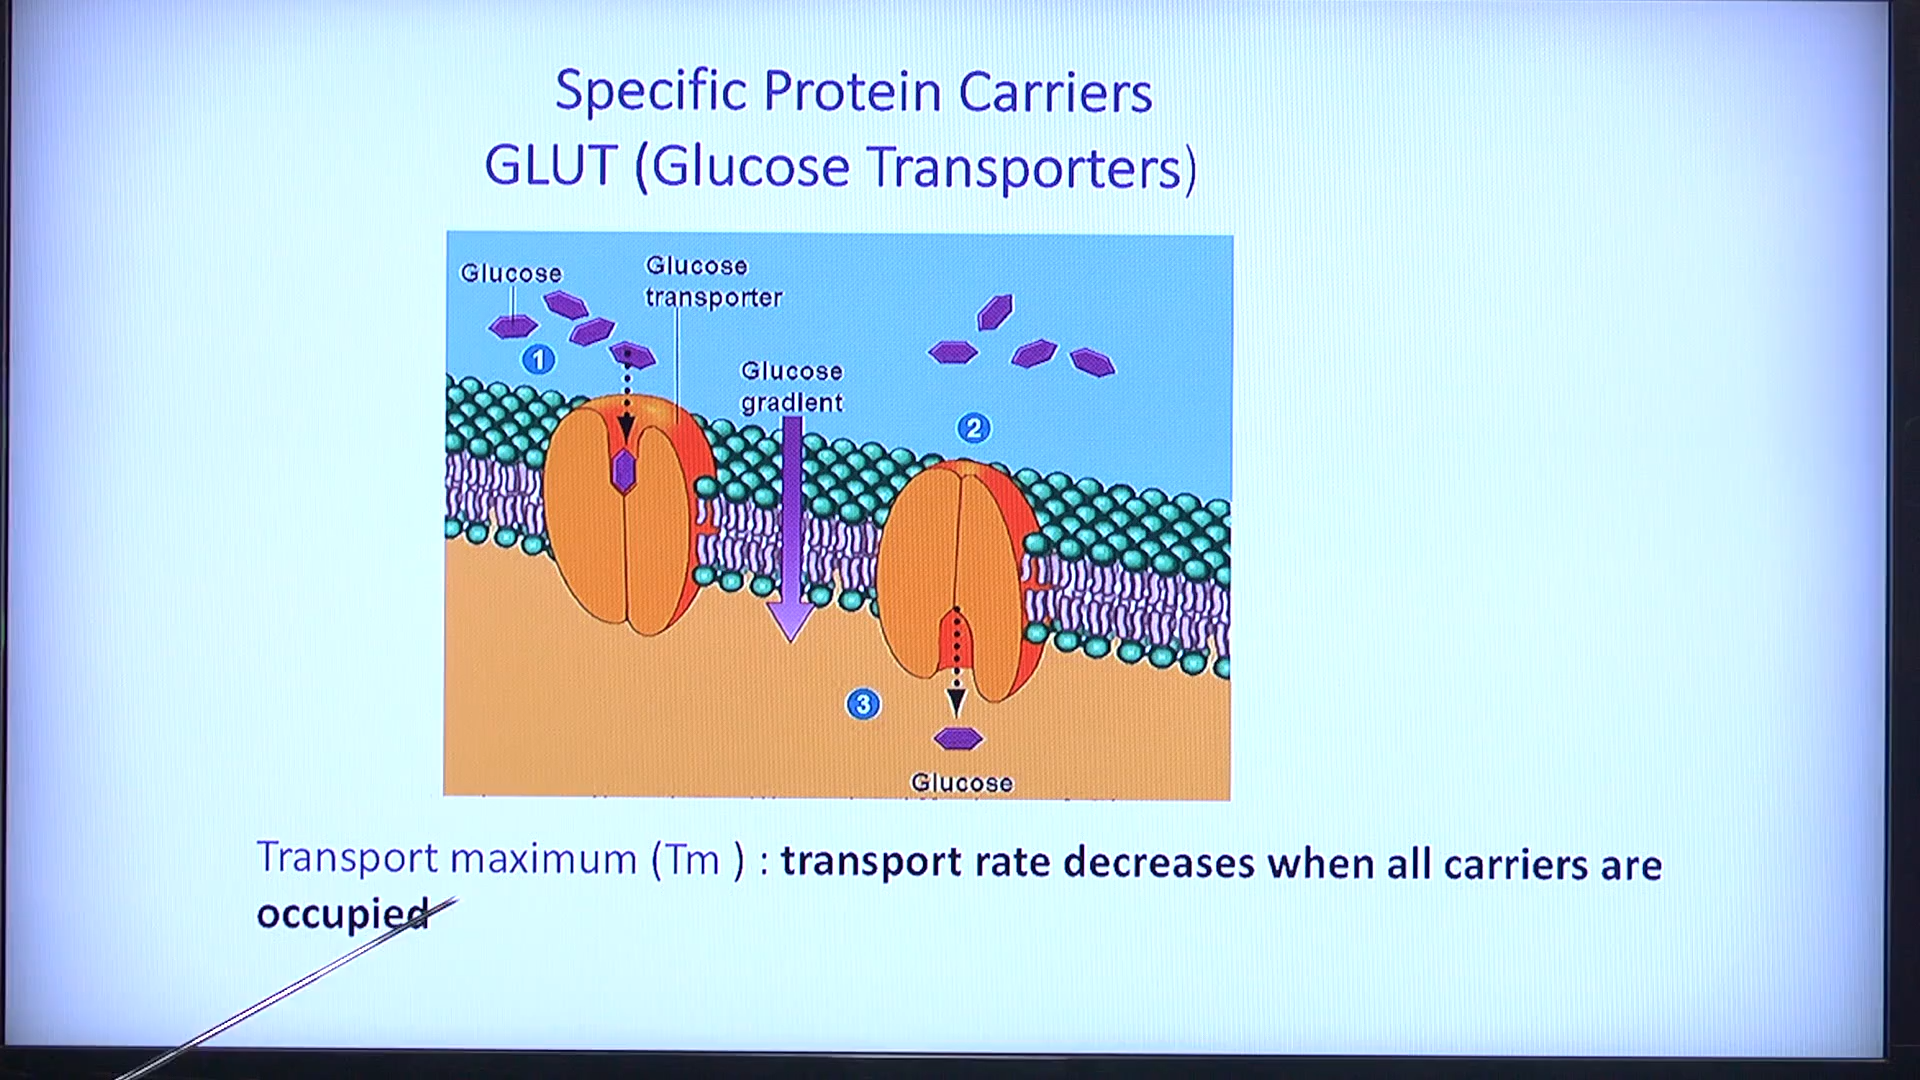 Specific Protein Carriers
GLUT (Glucose Transporters)
Glucose
Glucose
transporter
1
Glucose
gradient
2
3
Glucose
Transport maximum (Tm ) : transport rate decreases when all carriers are
occupied